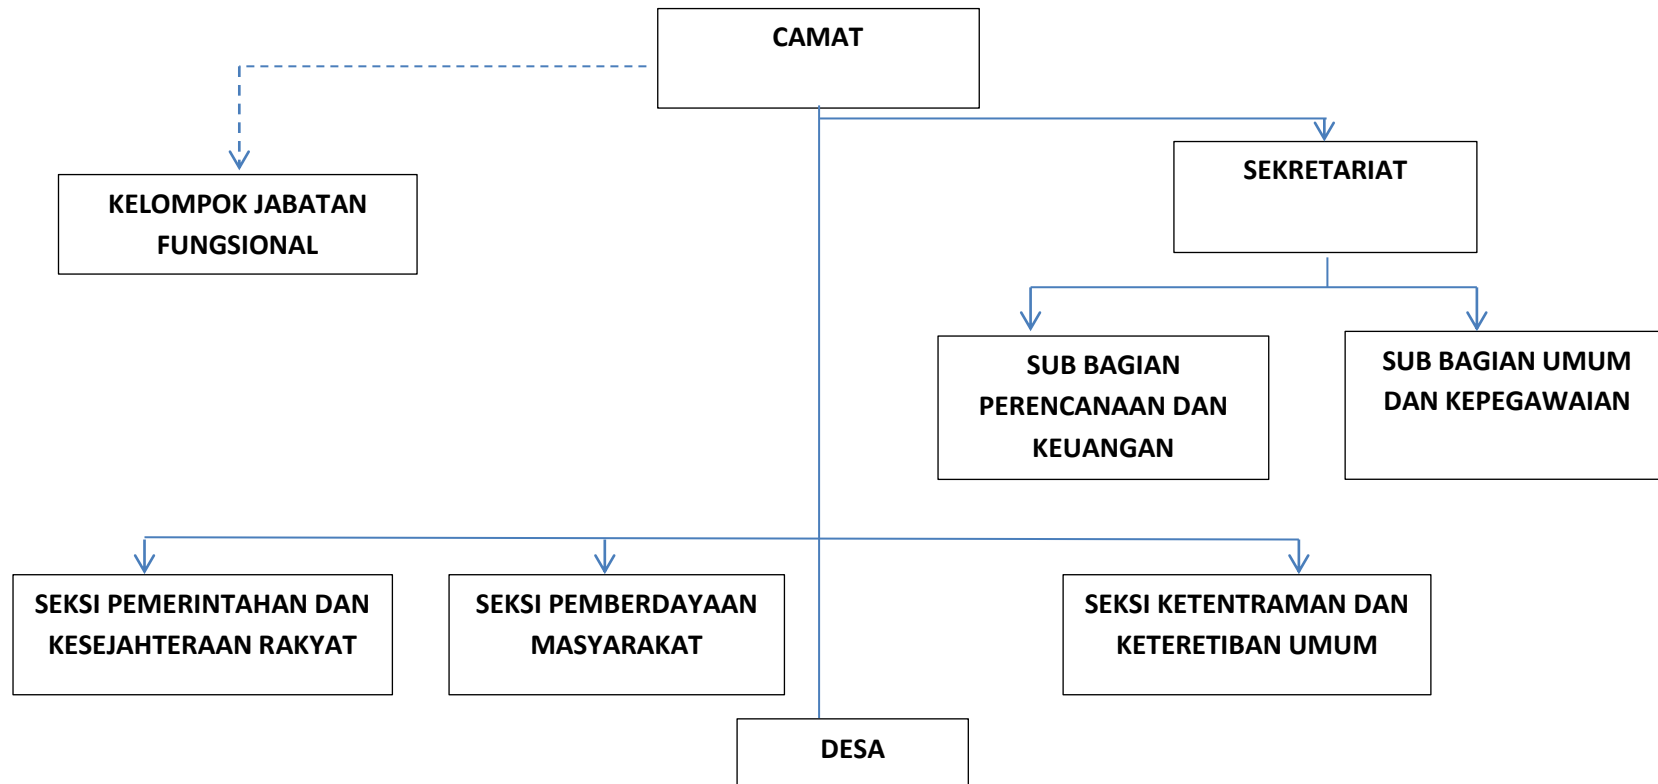 CAMAT
SEKRETARIAT
KELOMPOK JABATAN
FUNGSIONAL
SUB BAGIAN
PERENCANAAN DAN
KEUANGAN
SUB BAGIAN UMUM
DAN KEPEGAWAIAN
SEKSI PEMERINTAHAN DAN
KESEJAHTERAAN RAKYAT
SEKSI PEMBERDAYAAN
MASYARAKAT
SEKSI KETENTRAMAN DAN
KETERETIBAN UMUM
DESA